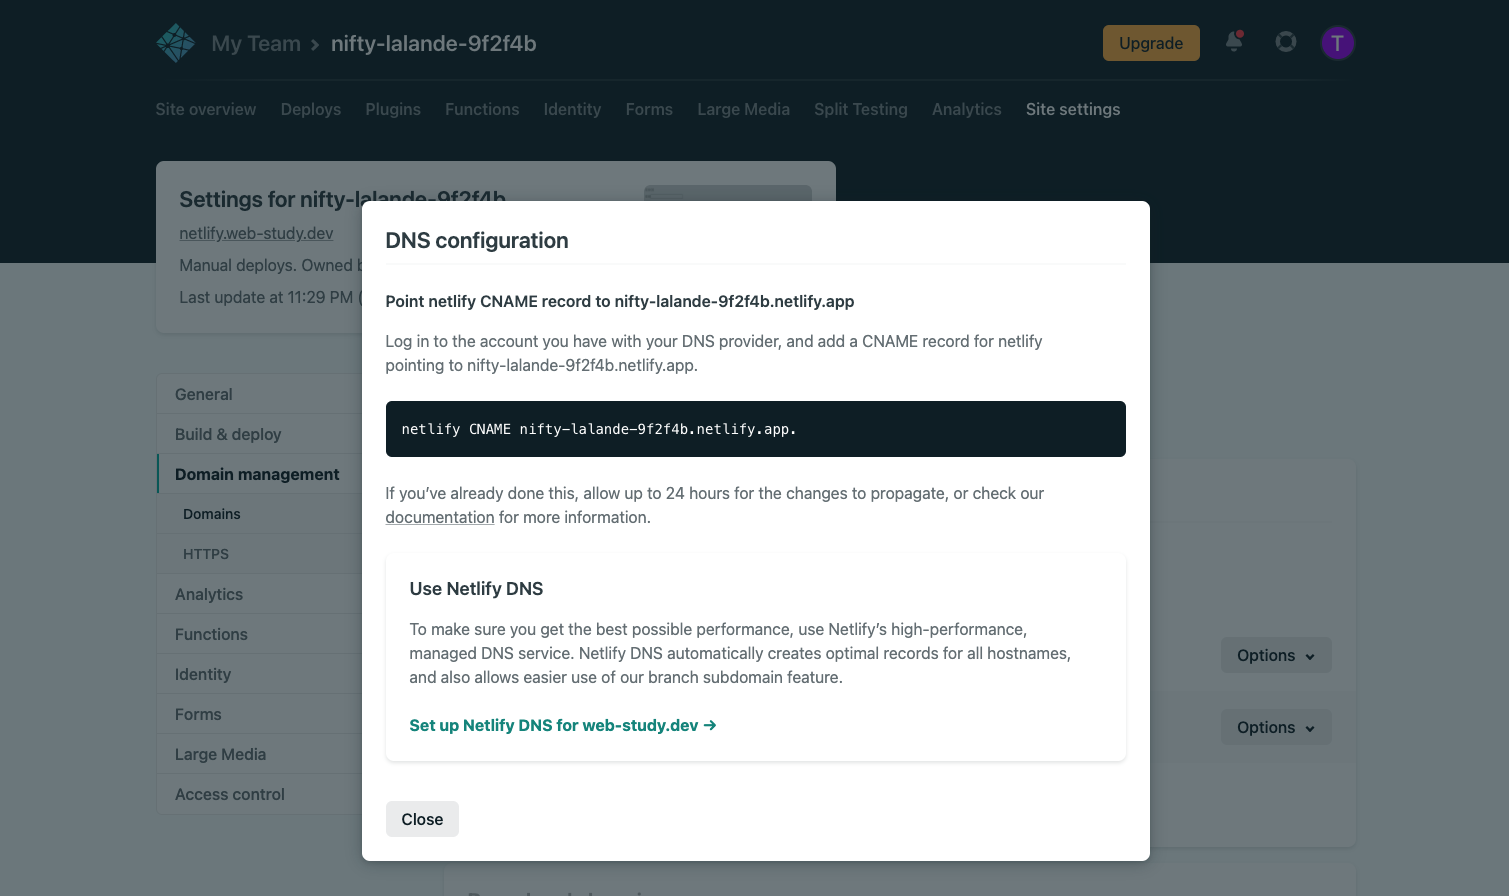 My Team > nifty-lalande-9f2f4b
Upgrade
T
Site overview Deploys Plugins Functions Identity Forms Large Media Split Testing Analytics Site settings
Settings for nifty-lalande-9f2f4b
netlify.web-study.dev
Manual deploys. Owned
Last update at 11:29 PM (
General
Build & deploy
Domain management
Domains
HTTPS
Analytics
Functions
Identity
Forms
Large Media
Access control
DNS configuration
Point netlify CNAME record to nifty-lalande-9f2f4b.netlify.app
Log in to the account you have with your DNS provider, and add a CNAME record for netlify
pointing to nifty-lalande-9f2f4b.netlify.app.
netlify CNAME nifty-lalande-9f2f4b.netlify.app.
If you’ve already done this, allow up to 24 hours for the changes to propagate, or check our
documentation for more information.
Use Netlify DNS
To make sure you get the best possible performance, use Netlify’s high-performance,
managed DNS service. Netlify DNS automatically creates optimal records for all hostnames,
and also allows easier use of our branch subdomain feature.
Set up Netlify DNS for web-study.dev →
Close
Options
Options